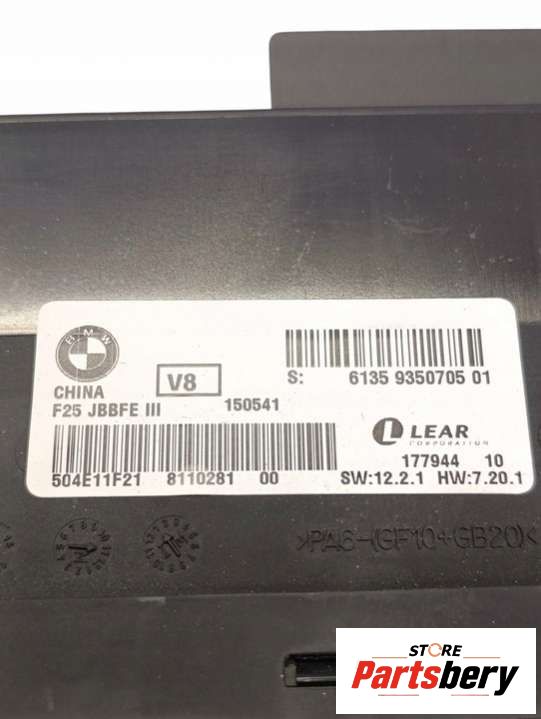 BMW
CHINA
V8
S: 6135 9350705 01
F25 JBBFE III 150541
LEAR
CORPORATION
177944 10
504E11F21 8110281 00
SW:12.2.1 HW:7.20.1
>PA6-(GF10+GB20)<
STORE
Partsbery